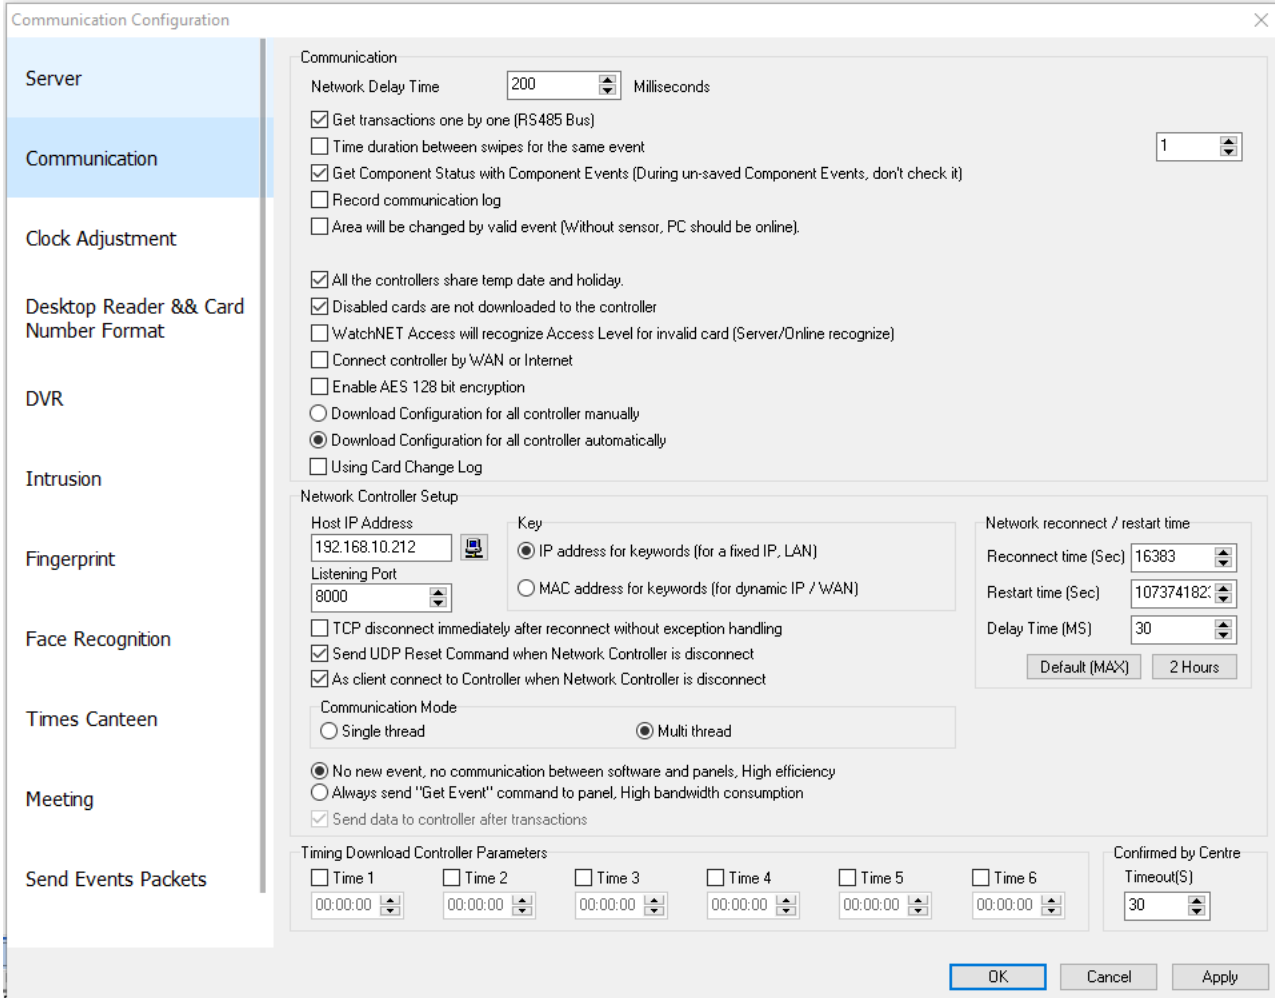 Communication Configuration
Server
Communication
Clock Adjustment
Desktop Reader && Card
Number Format
DVR
Intrusion
Fingerprint
Face Recognition
Times Canteen
Meeting
Send Events Packets
Communication
Network Delay Time 200 Milliseconds
Get transactions one by one (RS485 Bus)
Time duration between swipes for the same event 1
Get Component Status with Component Events (During un-saved Component Events, don't check it)
Record communication log
Area will be changed by valid event (Without sensor, PC should be online).
All the controllers share temp date and holiday.
Disabled cards are not downloaded to the controller
WatchNET Access will recognize Access Level for invalid card (Server/Online recognize)
Connect controller by WAN or Internet
Enable AES 128 bit encryption
Download Configuration for all controller manually
Download Configuration for all controller automatically
Using Card Change Log
Network Controller Setup
Host IP Address
192.168.10.212
Listening Port
8000
Key
IP address for keywords (for a fixed IP, LAN)
MAC address for keywords (for dynamic IP / WAN)
Network reconnect / restart time
Reconnect time (Sec) 16383
Restart time (Sec) 107374182
Delay Time (MS) 30
Default (MAX) 2 Hours
TCP disconnect immediately after reconnect without exception handling
Send UDP Reset Command when Network Controller is disconnect
As client connect to Controller when Network Controller is disconnect
Communication Mode
Single thread Multi thread
No new event, no communication between software and panels, High efficiency
Always send "Get Event" command to panel, High bandwidth consumption
Send data to controller after transactions
Timing Download Controller Parameters
Time 1 Time 2 Time 3 Time 4 Time 5 Time 6
00:00:00 00:00:00 00:00:00 00:00:00 00:00:00 00:00:00
Confirmed by Centre
Timeout(S)
30
OK Cancel Apply